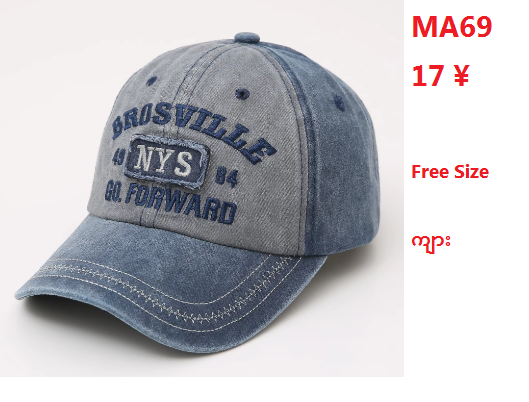 MA69
17 ¥
BROSVILLE
49 NYS 84
GO. FORWARD
Free Size
ကျား